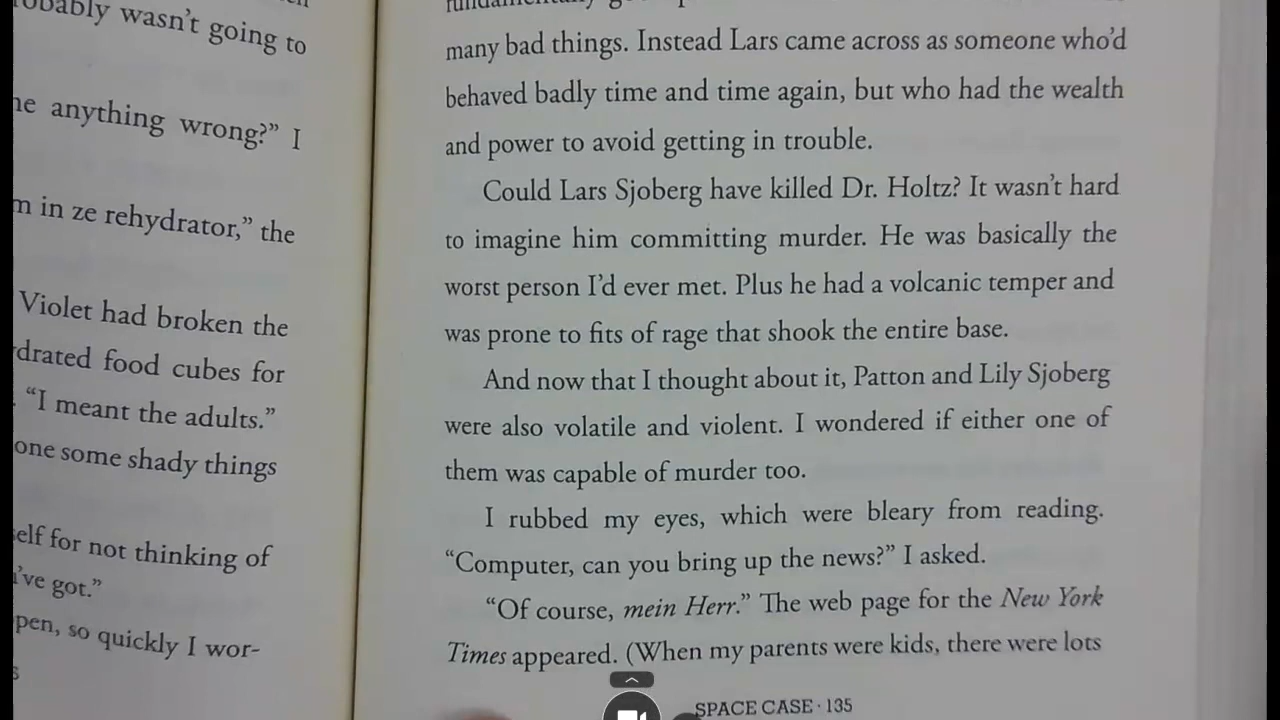 wasn't going to
anything wrong?" I
in ze rehydrator," the
Violet had broken the
food cubes for
"I meant the adults."
some shady things
for not thinking of
got."
so quickly I wor-
many bad things. Instead Lars came across as someone who'd
behaved badly time and time again, but who had the wealth
and power to avoid getting in trouble.
Could Lars Sjoberg have killed Dr. Holtz? It wasn't hard
to imagine him committing murder. He was basically the
worst person I'd ever met. Plus he had a volcanic temper and
was prone to fits of rage that shook the entire base.
And now that I thought about it, Patton and Lily Sjoberg
were also volatile and violent. I wondered if either one of
them was capable of murder too.
I rubbed my eyes, which were bleary from reading.
"Computer, can you bring up the news?" I asked.
"Of course, mein Herr." The web page for the New York
Times appeared. (When my parents were kids, there were lots
SPACE CASE · 135